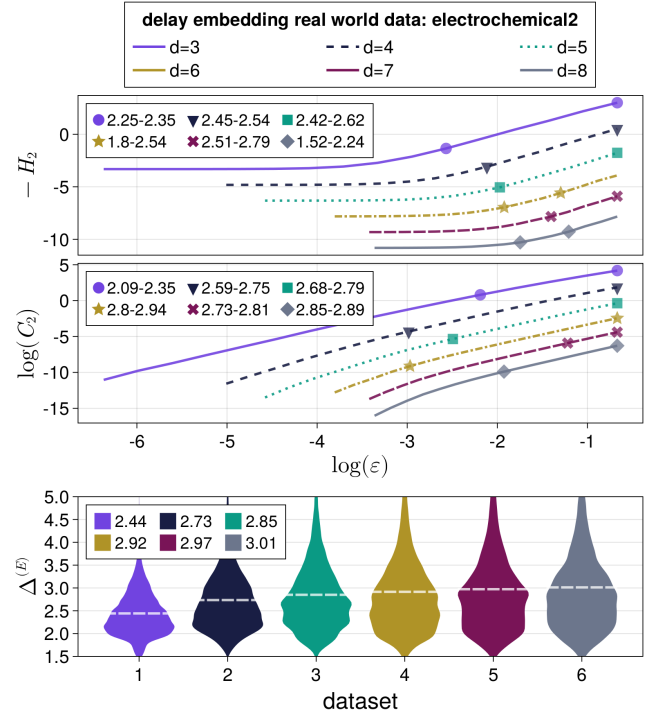 delay embedding real world data: electrochemical2
d=3 d=4 d=5
d=6 d=7 d=8
2.25-2.35 2.45-2.54 2.42-2.62
1.8-2.54 2.51-2.79 1.52-2.24
0
-5
-10
− H₂
2.09-2.35 2.59-2.75 2.68-2.79
2.8-2.94 2.73-2.81 2.85-2.89
5
0
-5
-10
-15
log(C₂)
-6 -5 -4 -3 -2 -1
log(ε)
5.0
4.5
4.0
3.5
3.0
2.5
2.0
1.5
Δ⁽ᴱ⁾
2.44 2.73 2.85
2.92 2.97 3.01
1 2 3 4 5 6
dataset